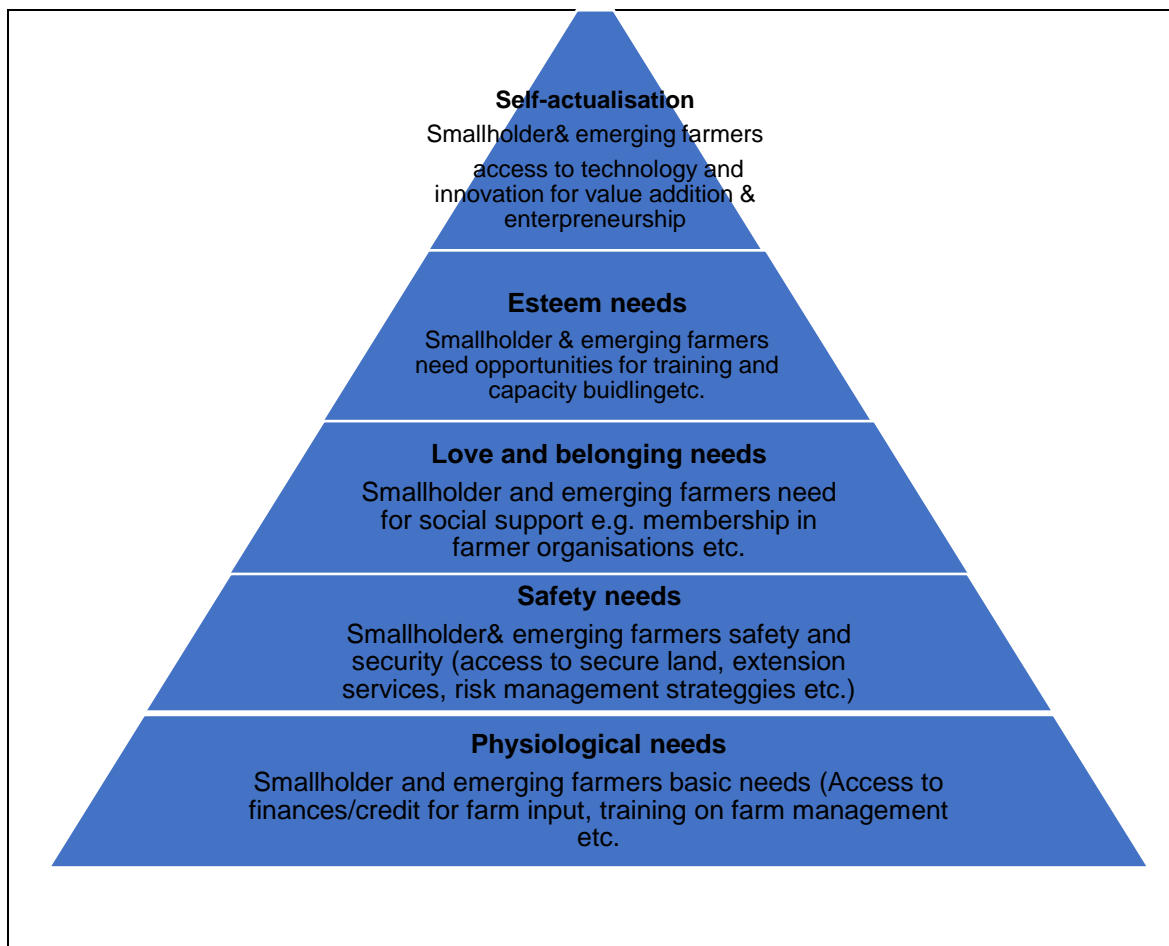 Self-actualisation
Smallholder& emerging farmers
access to technology and
innovation for value addition &
enterpreneurship
Esteem needs
Smallholder & emerging farmers
need opportunities for training and
capacity buidlingetc.
Love and belonging needs
Smallholder and emerging farmers need
for social support e.g. membership in
farmer organisations etc.
Safety needs
Smallholder& emerging farmers safety and
security (access to secure land, extension
services, risk management strateggies etc.)
Physiological needs
Smallholder and emerging farmers basic needs (Access to
finances/credit for farm input, training on farm management
etc.